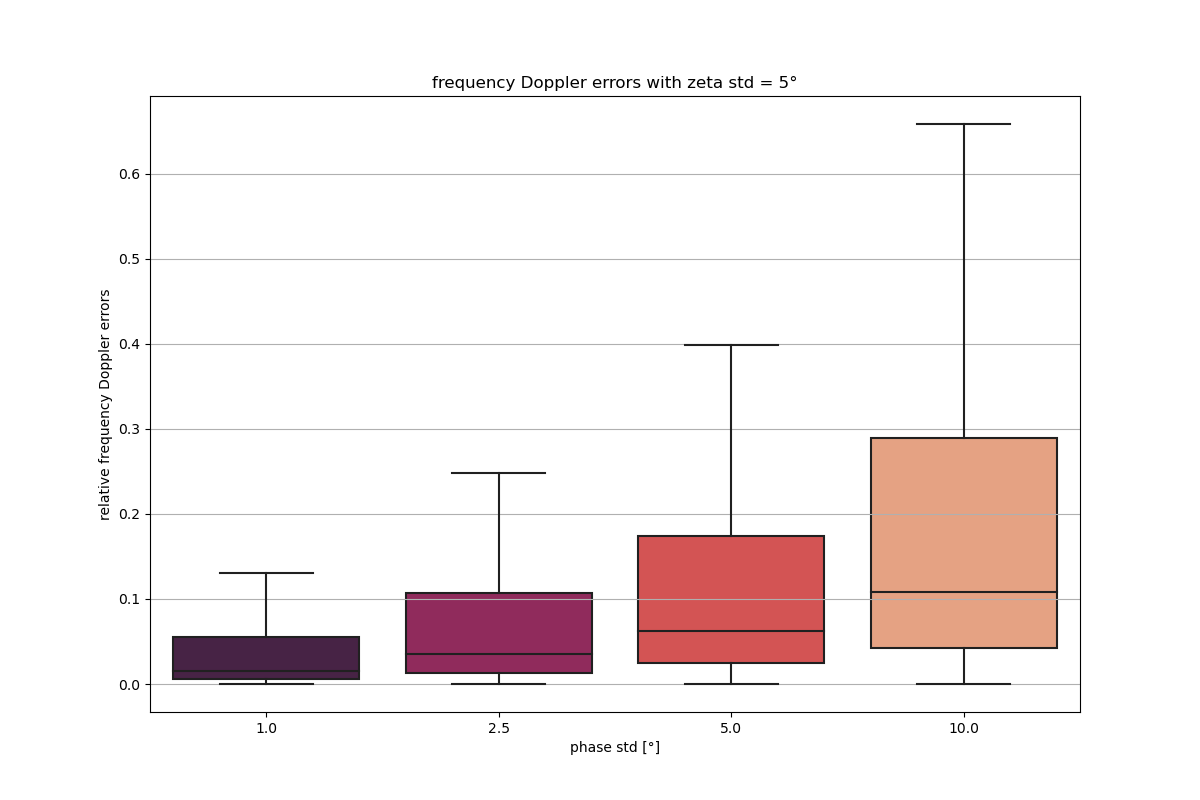 frequency Doppler errors with zeta std = 5°
relative frequency Doppler errors
0.6
0.5
0.4
0.3
0.2
0.1
0.0
1.0 2.5 5.0 10.0
phase std [°]